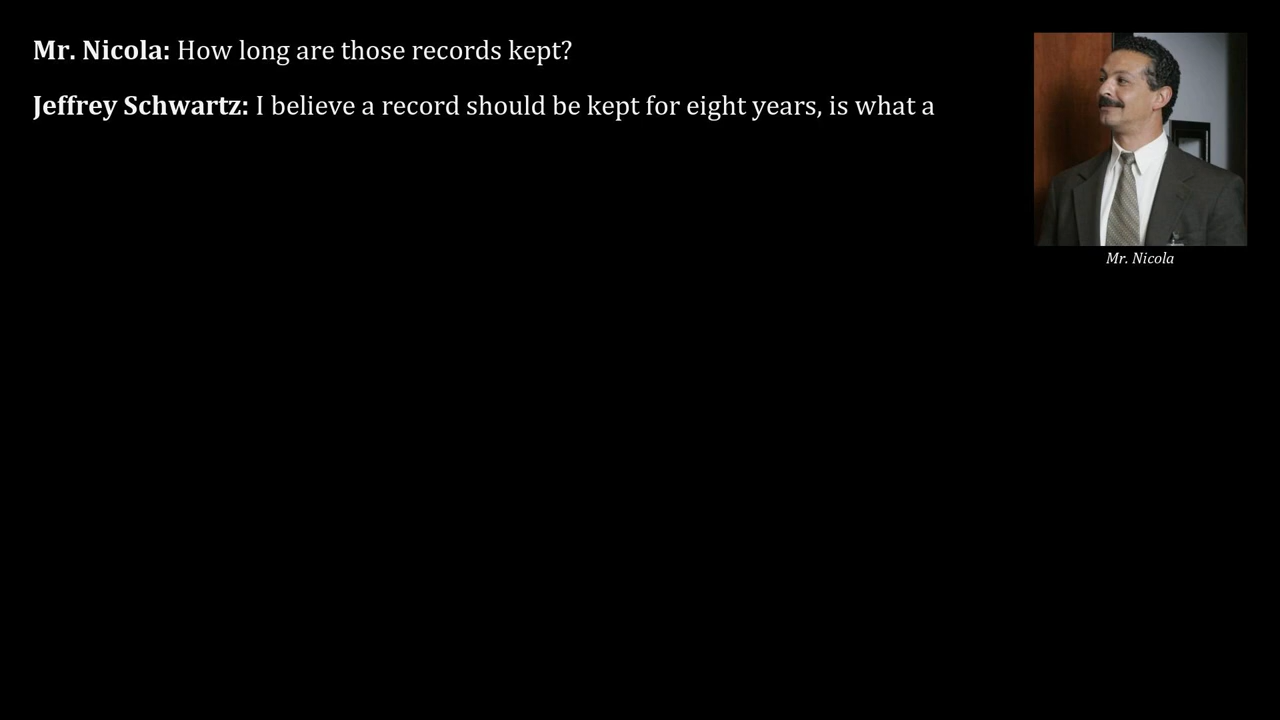 Mr. Nicola: How long are those records kept?
Jeffrey Schwartz: I believe a record should be kept for eight years, is what a
Mr. Nicola